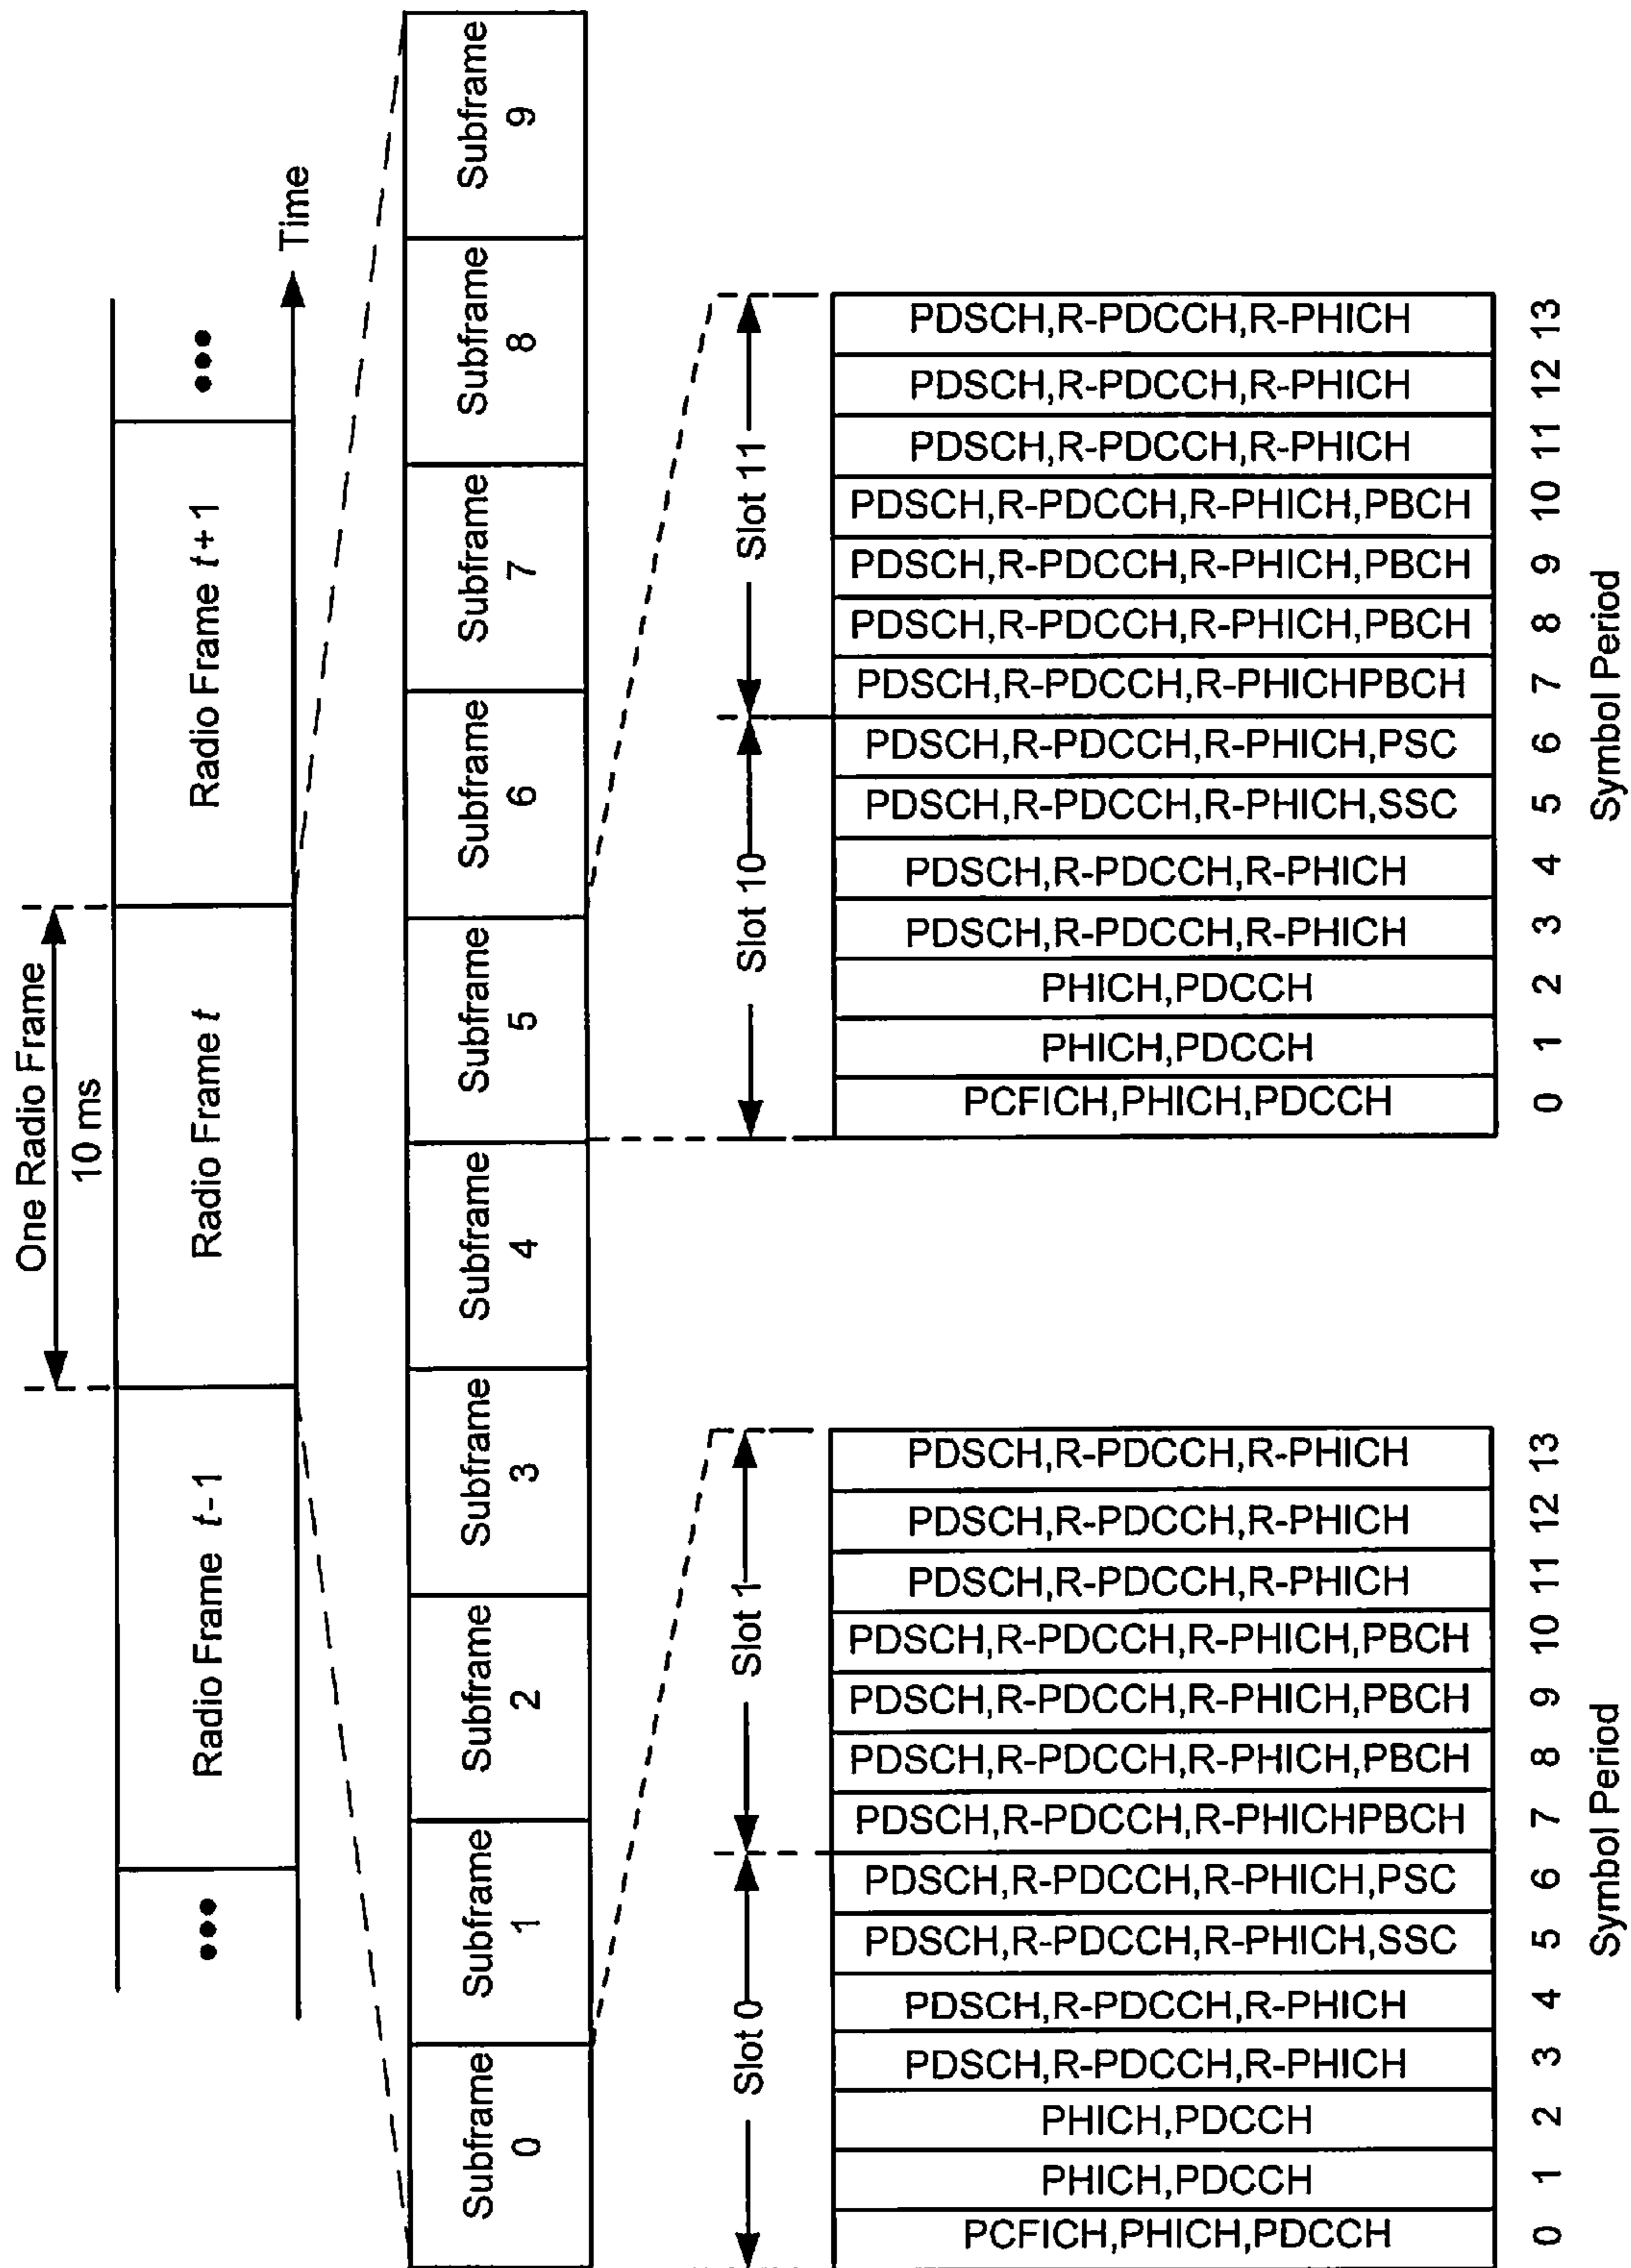 One Radio Frame
10 ms
••• Radio Frame t-1 Radio Frame t Radio Frame t+1 •••
Time
Subframe 0
Subframe 1
Subframe 2
Subframe 3
Subframe 4
Subframe 5
Subframe 6
Subframe 7
Subframe 8
Subframe 9
Slot 0
Slot 1
PCFICH,PHICH,PDCCH
PHICH,PDCCH
PHICH,PDCCH
PDSCH,R-PDCCH,R-PHICH
PDSCH,R-PDCCH,R-PHICH
PDSCH,R-PDCCH,R-PHICH,SSC
PDSCH,R-PDCCH,R-PHICH,PSC
PDSCH,R-PDCCH,R-PHICHPBCH
PDSCH,R-PDCCH,R-PHICH,PBCH
PDSCH,R-PDCCH,R-PHICH,PBCH
PDSCH,R-PDCCH,R-PHICH,PBCH
PDSCH,R-PDCCH,R-PHICH
PDSCH,R-PDCCH,R-PHICH
PDSCH,R-PDCCH,R-PHICH
0 1 2 3 4 5 6 7 8 9 10 11 12 13
Symbol Period
Slot 10
Slot 11
PCFICH,PHICH,PDCCH
PHICH,PDCCH
PHICH,PDCCH
PDSCH,R-PDCCH,R-PHICH
PDSCH,R-PDCCH,R-PHICH
PDSCH,R-PDCCH,R-PHICH,SSC
PDSCH,R-PDCCH,R-PHICH,PSC
PDSCH,R-PDCCH,R-PHICHPBCH
PDSCH,R-PDCCH,R-PHICH,PBCH
PDSCH,R-PDCCH,R-PHICH,PBCH
PDSCH,R-PDCCH,R-PHICH,PBCH
PDSCH,R-PDCCH,R-PHICH
PDSCH,R-PDCCH,R-PHICH
PDSCH,R-PDCCH,R-PHICH
0 1 2 3 4 5 6 7 8 9 10 11 12 13
Symbol Period